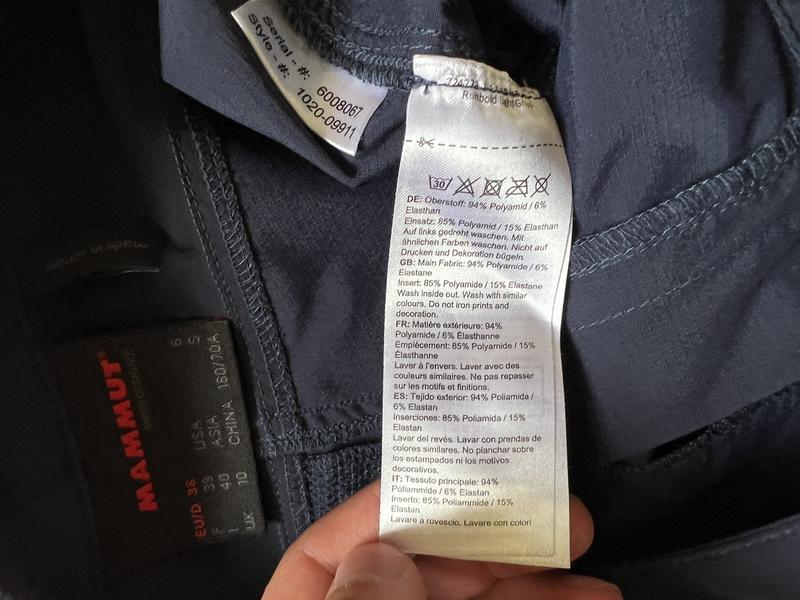 Serial - #: 6008067
Style - #: 1020-09911
Rumbold Light
30
DE: Oberstoff: 94% Polyamid / 6%
Elasthan
Einsatz: 85% Polyamid / 15% Elasthan
Auf links gedreht waschen. Mit
ähnlichen Farben waschen. Nicht auf
Drucken und Dekoration bügeln.
GB: Main Fabric: 94% Polyamide / 6%
Elastane
Insert: 85% Polyamide / 15% Elastane
Wash inside out. Wash with similar
colours. Do not iron prints and
decoration.
FR: Matière extérieure: 94%
Polyamide / 6% Élasthanne
Emplècement: 85% Polyamide / 15%
Élasthanne
Laver à l'envers. Laver avec des
couleurs similaires. Ne pas repasser
sur les motifs et finitions.
ES: Tejido exterior: 94% Poliamida /
6% Elastan
Inserciones: 85% Poliamida / 15%
Elastan
Lavar del revés. Lavar con prendas de
colores similares. No planchar sobre
los estampados ni los motivos
decorativos.
IT: Tessuto principale: 94%
Poliammide / 6% Elastan
Inserto: 85% Poliammide / 15%
Elastan
Lavare a rovescio. Lavare con colori
MAMMUT
EU/D 36 USA 6
F 38 ASIA S
I 40 CHINA 160/70A
UK 10